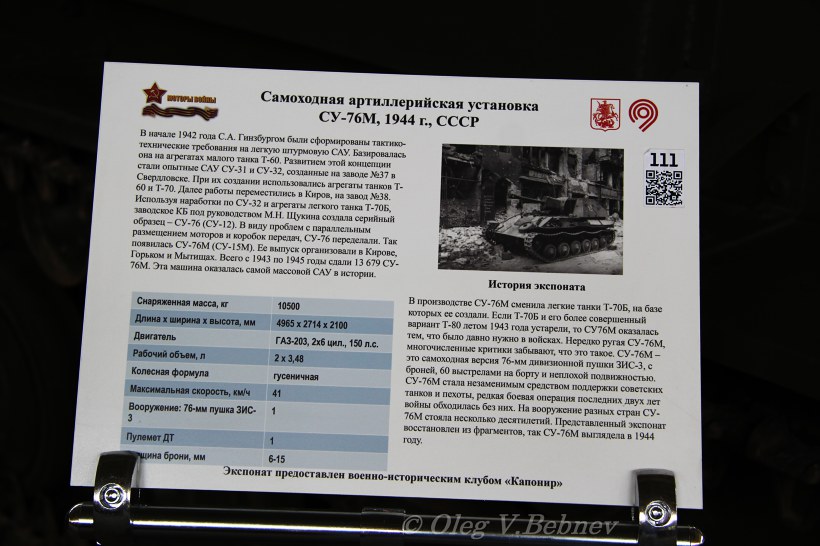 МОТОРЫ ВОЙНЫ
Самоходная артиллерийская установка
СУ-76М, 1944 г., СССР
111
В начале 1942 года С.А. Гинзбургом были сформированы тактико-
технические требования на легкую штурмовую САУ. Базировалась
она на агрегатах малого танка Т-60. Развитием этой концепции
стали опытные САУ СУ-31 и СУ-32, созданные на заводе №37 в
Свердловске. При их создании использовались агрегаты танков Т-
60 и Т-70. Далее работы переместились в Киров, на завод №38.
Используя наработки по СУ-32 и агрегаты легкого танка Т-70Б,
заводское КБ под руководством М.Н. Щукина создала серийный
образец – СУ-76 (СУ-12). В виду проблем с параллельным
размещением моторов и коробок передач, СУ-76 переделали. Так
появилась СУ-76М (СУ-15М). Ее выпуск организовали в Кирове,
Горьком и Мытищах. Всего с 1943 по 1945 годы сдали 13 679 СУ-
76М. Эта машина оказалась самой массовой САУ в истории.
Снаряженная масса, кг 10500
Длина х ширина х высота, мм 4965 х 2714 х 2100
Двигатель ГАЗ-203, 2х6 цил., 150 л.с.
Рабочий объем, л 2 х 3,48
Колесная формула гусеничная
Максимальная скорость, км/ч 41
Вооружение: 76-мм пушка ЗИС- 1
3
Пулемет ДТ 1
брони, мм 6-15
История экспоната
В производстве СУ-76М сменила легкие танки Т-70Б, на базе
которых ее создали. Если Т-70Б и его более совершенный
вариант Т-80 летом 1943 года устарели, то СУ76М оказалась
тем, что было давно нужно в войсках. Нередко ругая СУ-76М,
многочисленные критики забывают, что это такое. СУ-76М –
это самоходная версия 76-мм дивизионной пушки ЗИС-3, с
броней, 60 выстрелами на борту и неплохой подвижностью.
СУ-76М стала незаменимым средством поддержки советских
танков и пехоты, редкая боевая операция последних двух лет
войны обходилась без них. На вооружение разных стран СУ-
76М стояла несколько десятилетий. Представленный экспонат
восстановлен из фрагментов, так СУ-76М выглядела в 1944
году.
Экспонат предоставлен военно-историческим клубом «Капонир»
© Oleg V.Bebnev